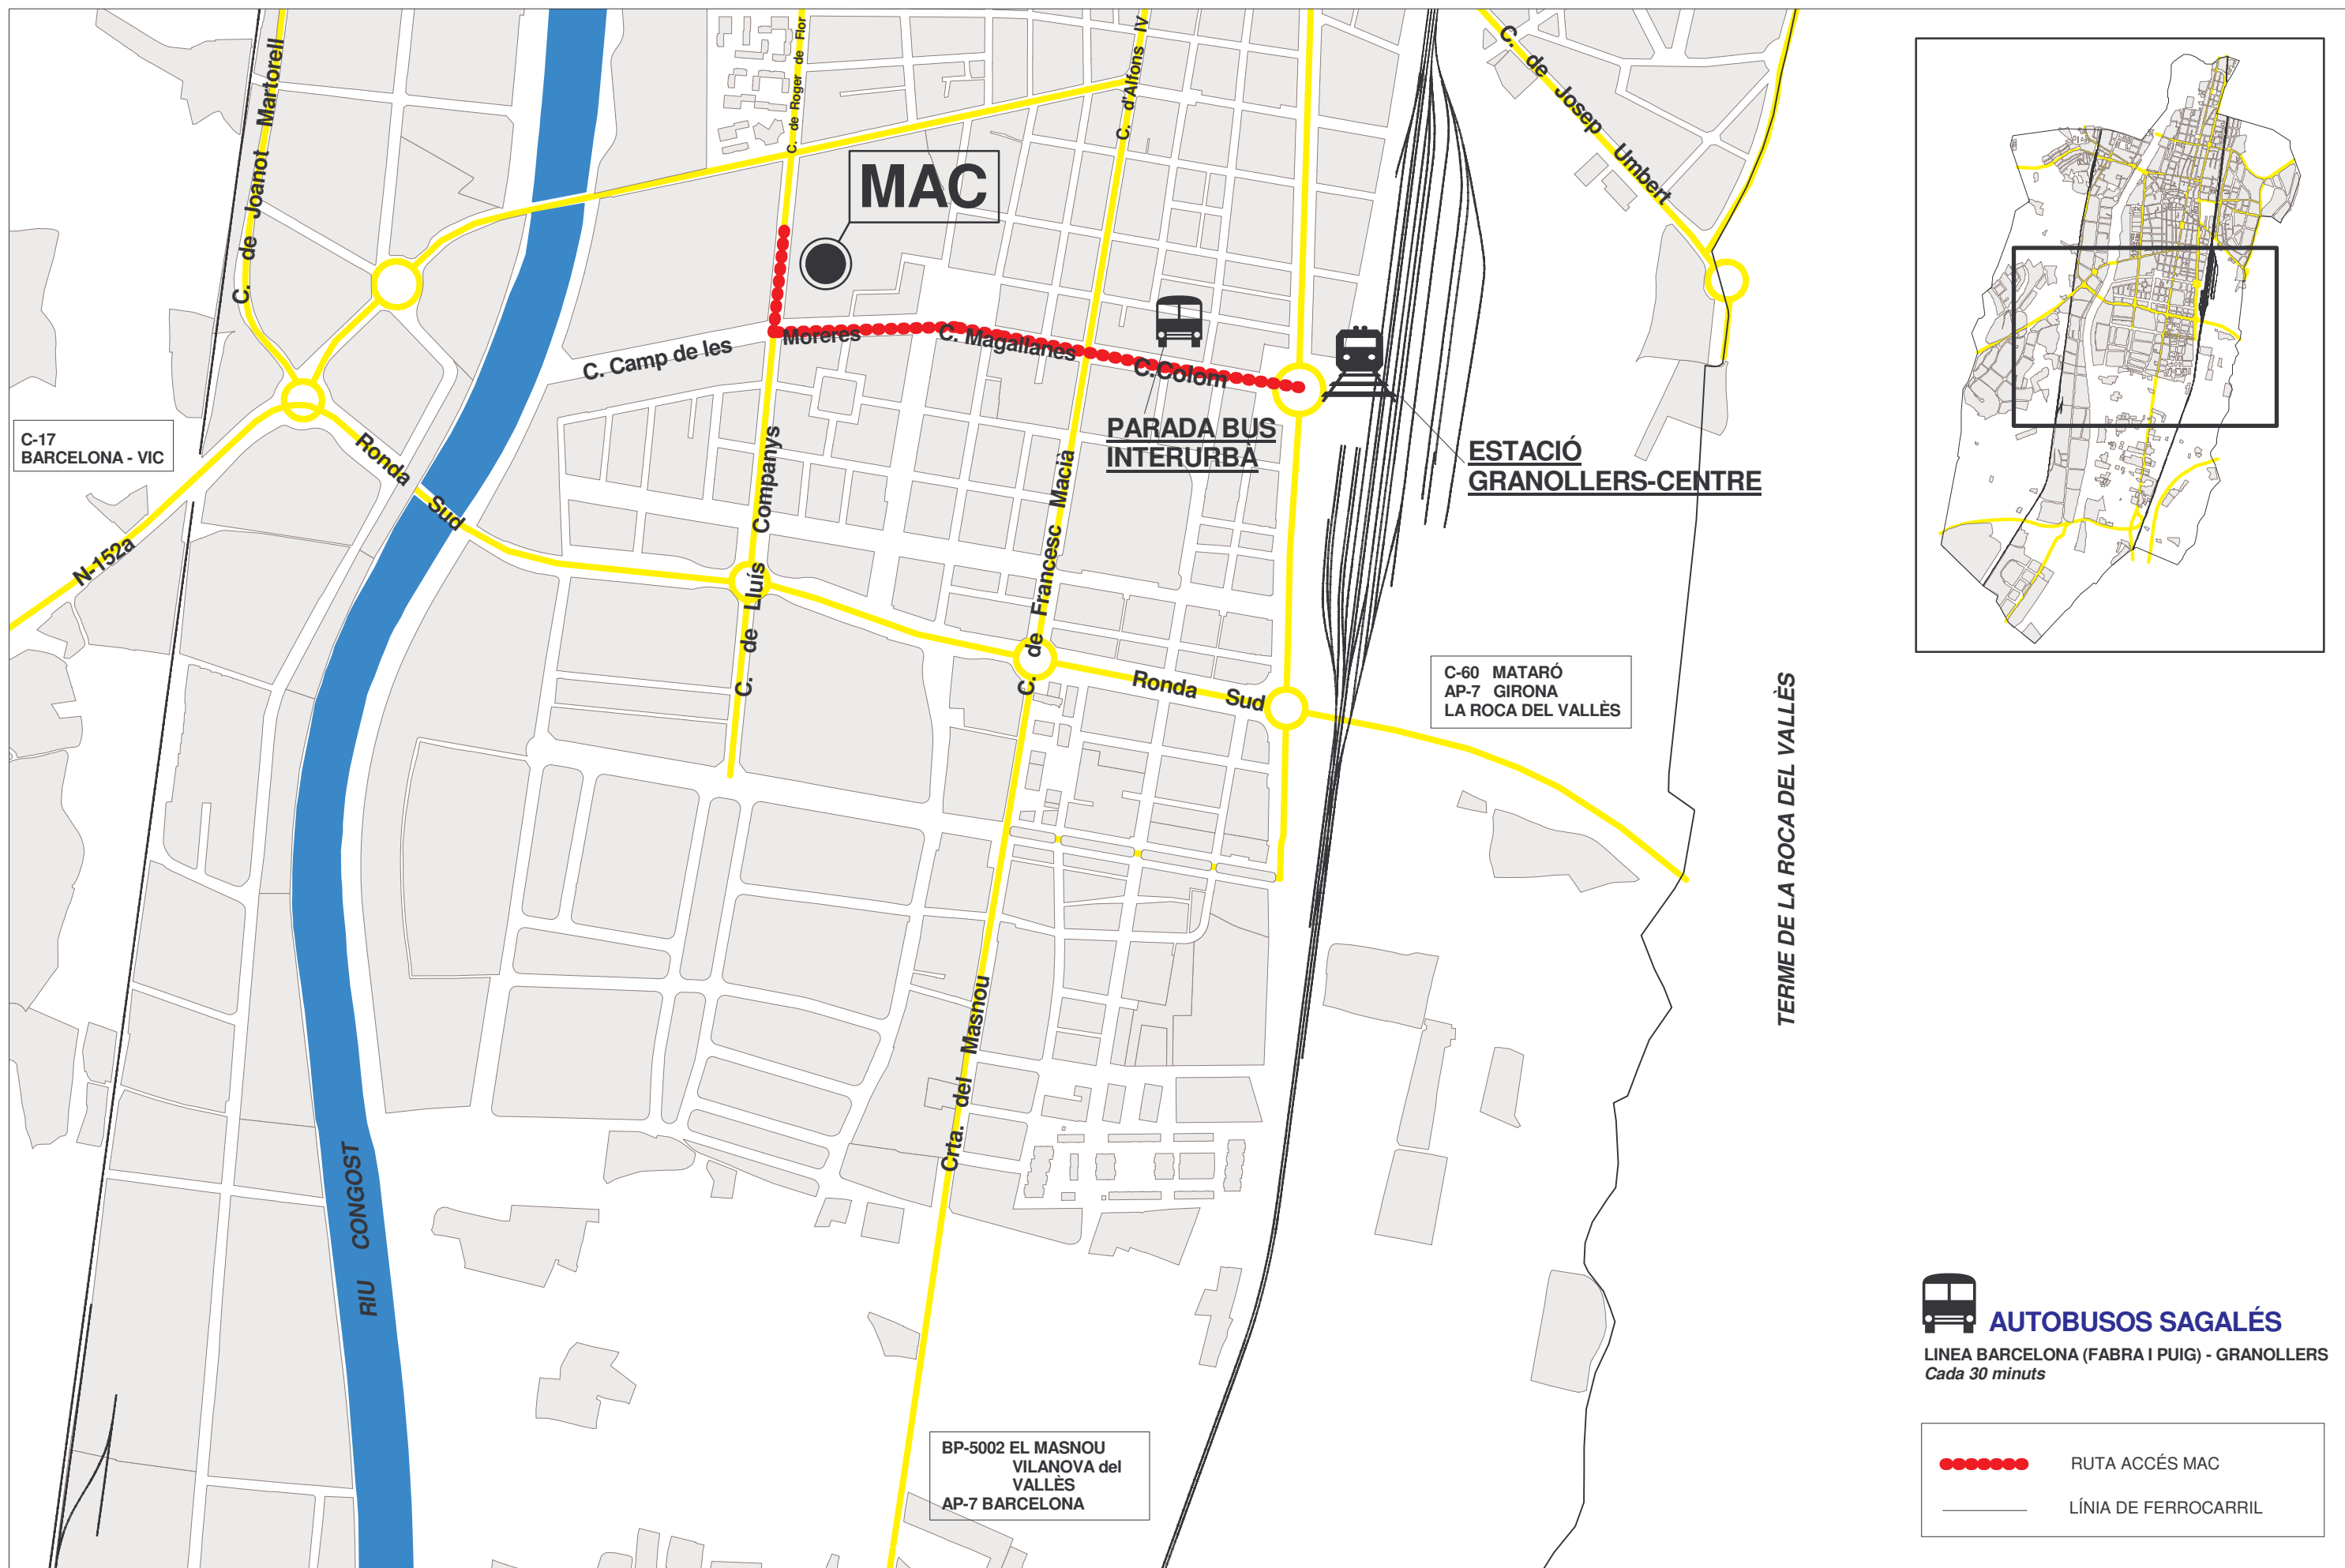 C. de Joanot Martorell
C. de Roger de Flor
C. d'Alfons IV
C. de Josep Umbert
MAC
C. Camp de les Moreres
C. Magallanes
C.Colom
PARADA BUS
INTERURBÀ
ESTACIÓ
GRANOLLERS-CENTRE
C-17
BARCELONA - VIC
N-152a
Ronda Sud
C. de Lluís Companys
C. de Francesc Macià
Ronda Sud
C-60 MATARÓ
AP-7 GIRONA
LA ROCA DEL VALLÈS
TERME DE LA ROCA DEL VALLÈS
Crta. del Masnou
RIU CONGOST
BP-5002 EL MASNOU
VILANOVA del
VALLÈS
AP-7 BARCELONA
AUTOBUSOS SAGALÉS
LINEA BARCELONA (FABRA I PUIG) - GRANOLLERS
Cada 30 minuts
RUTA ACCÉS MAC
LÍNIA DE FERROCARRIL